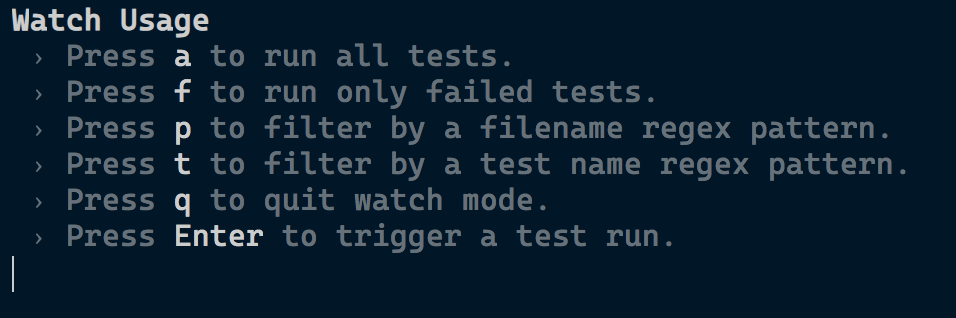 Watch Usage
› Press a to run all tests.
› Press f to run only failed tests.
› Press p to filter by a filename regex pattern.
› Press t to filter by a test name regex pattern.
› Press q to quit watch mode.
› Press Enter to trigger a test run.